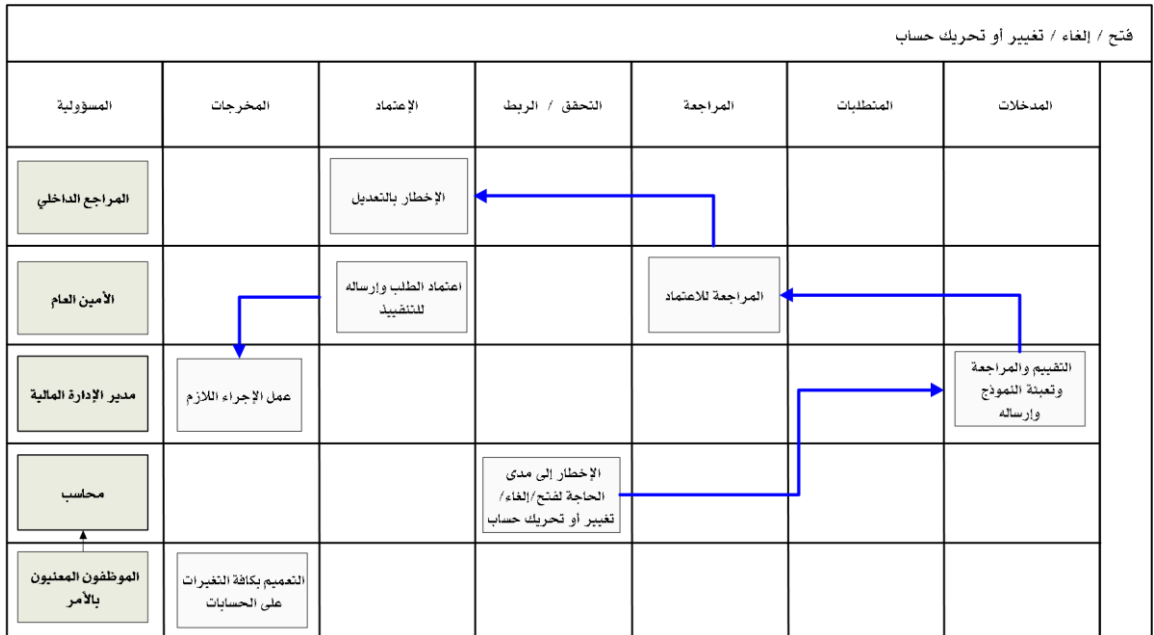 فتح / إلغاء / تغيير أو تحريك حساب
المدخلات
المتطلبات
المراجعة
التحقق / الربط
الإعتماد
المخرجات
المسؤولية
الإخطار بالتعديل
المراجع الداخلي
المراجعة للاعتماد
اعتماد الطلب وإرساله
للتنفييذ
الأمين العام
التقييم والمراجعة
وتعبئة النموذج
وإرساله
عمل الإجراء اللازم
مدير الإدارة المالية
الإخطار إلى مدى
الحاجة لفتح/إلغاء/
تغيير أو تحريك حساب
محاسب
التعميم بكافة التغيرات
على الحسابات
الموظفون المعنيون
بالأمر